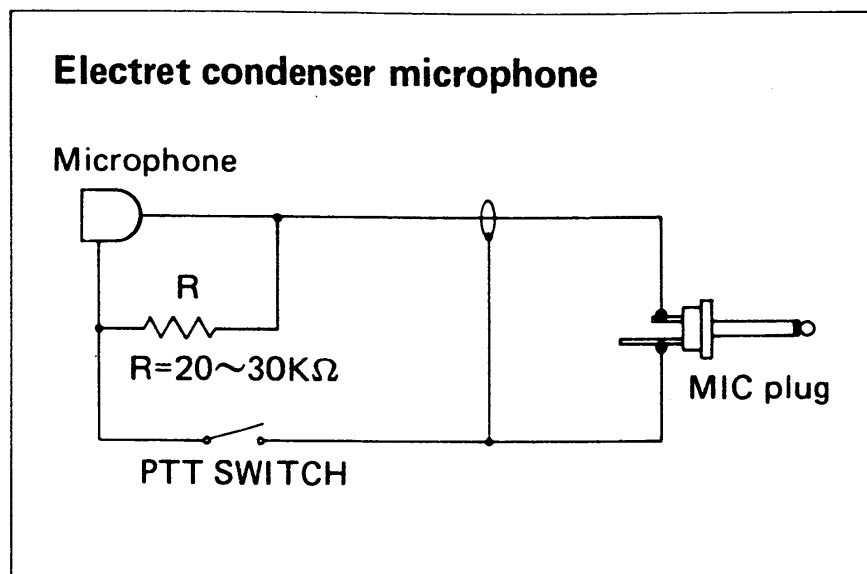 Electret condenser microphone
Microphone
R
R=20～30KΩ
MIC plug
PTT SWITCH